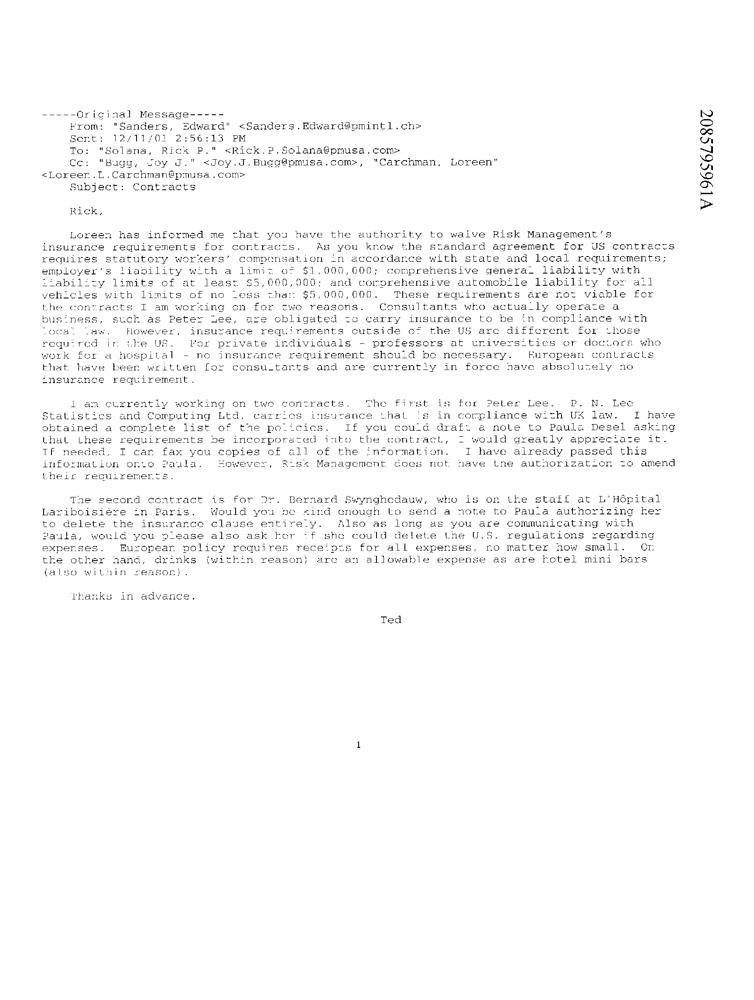 -----Original Message-----
From: "Sanders, Edward" <Sanders.Edward@pmintl.ch>
Sent: 12/11/01 2:56:13 PM
To: "Solana, Rick P." <Rick.P.Solana@pmusa.com>
Cc: "Bugg, Joy J." <Joy.J.Bugg@pmusa.com>, "Carchman, Loreen"
<Loreen.L.Carchman@pmusa.com>
Subject: Contracts
Rick,
Loreen has informed me that you have the authority to waive Risk Management's
insurance requirements for contracts. As you know the standard agreement for US contracts
requires statutory workers' compensation in accordance with state and local requirements;
employer's liability with a limit of $1,000,000; comprehensive general liability with
liability limits of at least $5,000,000; and comprehensive automobile liability for all
vehicles with limits of no less than $5,000,000. These requirements are not viable for
the contracts I am working on for two reasons. Consultants who actually operate a
business, such as Peter Lee, are obligated to carry insurance to be in compliance with
local law. However, insurance requirements outside of the US are different for those
required in the US. For private individuals - professors at universities or doctors who
work for a hospital - no insurance requirement should be necessary. European contracts
that have been written for consultants and are currently in force have absolutely no
insurance requirement.
I am currently working on two contracts. The first is for Peter Lee. P. N. Lee
Statistics and Computing Ltd. carries insurance that is in compliance with UK law. I have
obtained a complete list of the policies. If you could draft a note to Paula Desel asking
that these requirements be incorporated into the contract, I would greatly appreciate it.
If needed, I can fax you copies of all of the information. I have already passed this
information onto Paula. However, Risk Management does not have the authorization to amend
their requirements.
The second contract is for Dr. Bernard Swynghedauw, who is on the staff at L'Hôpital
Lariboisière in Paris. Would you be kind enough to send a note to Paula authorizing her
to delete the insurance clause entirely. Also as long as you are communicating with
Paula, would you please also ask her if she could delete the U.S. regulations regarding
expenses. European policy requires receipts for all expenses, no matter how small. On
the other hand, drinks (within reason) are an allowable expense as are hotel mini bars
(also within reason).
Thanks in advance.
Ted
1
2085795961A